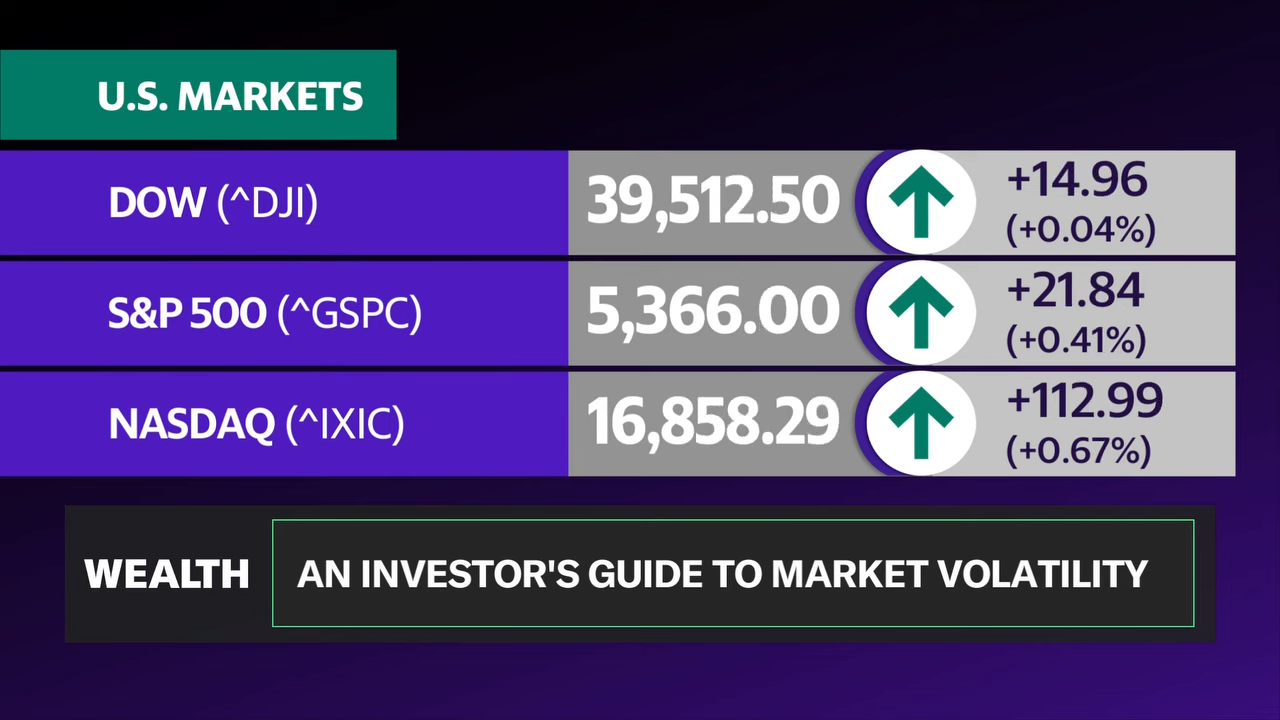 U.S. MARKETS
DOW (^DJI) 39,512.50 +14.96
(+0.04%)
S&P 500 (^GSPC) 5,366.00 +21.84
(+0.41%)
NASDAQ (^IXIC) 16,858.29 +112.99
(+0.67%)
WEALTH AN INVESTOR'S GUIDE TO MARKET VOLATILITY